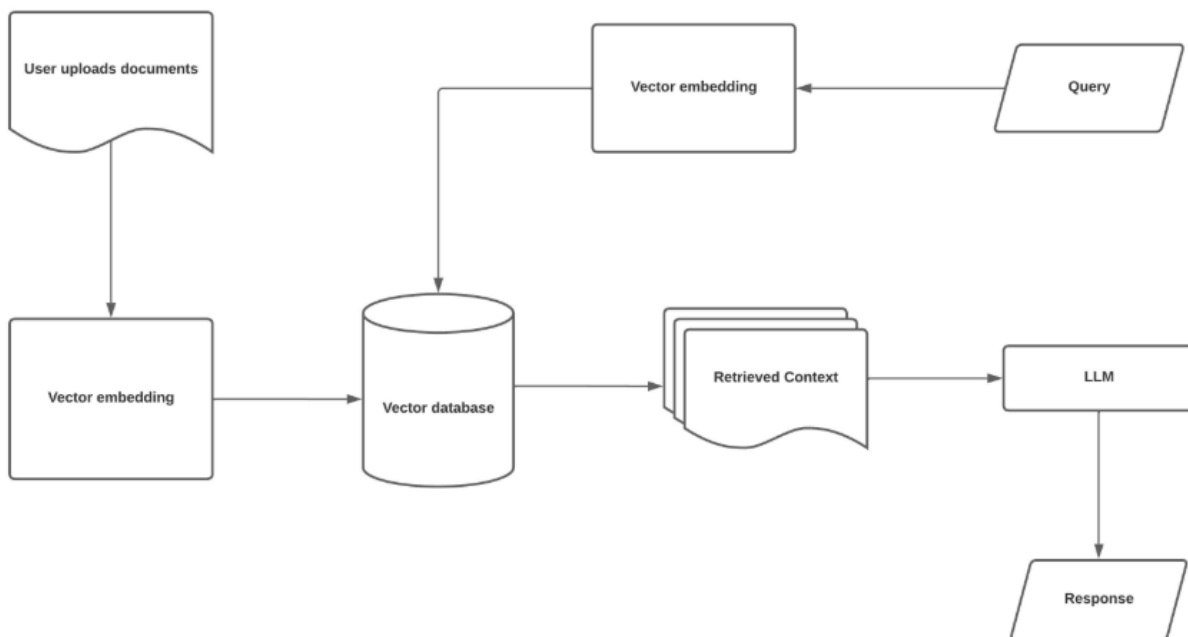 User uploads documents
Vector embedding
Query
Vector embedding
Vector database
Retrieved Context
LLM
Response